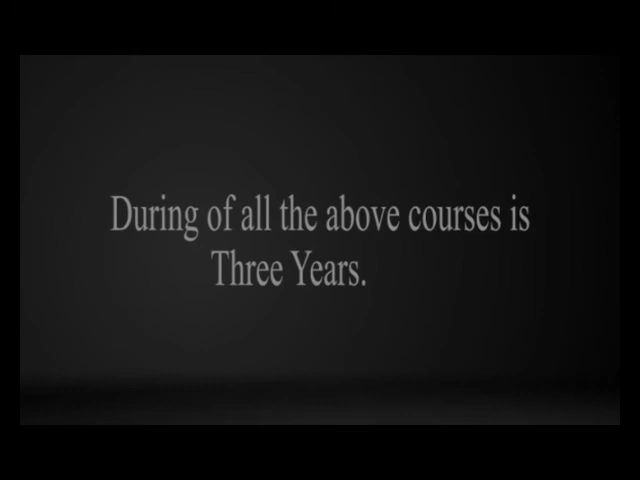 During of all the above courses is
Three Years.